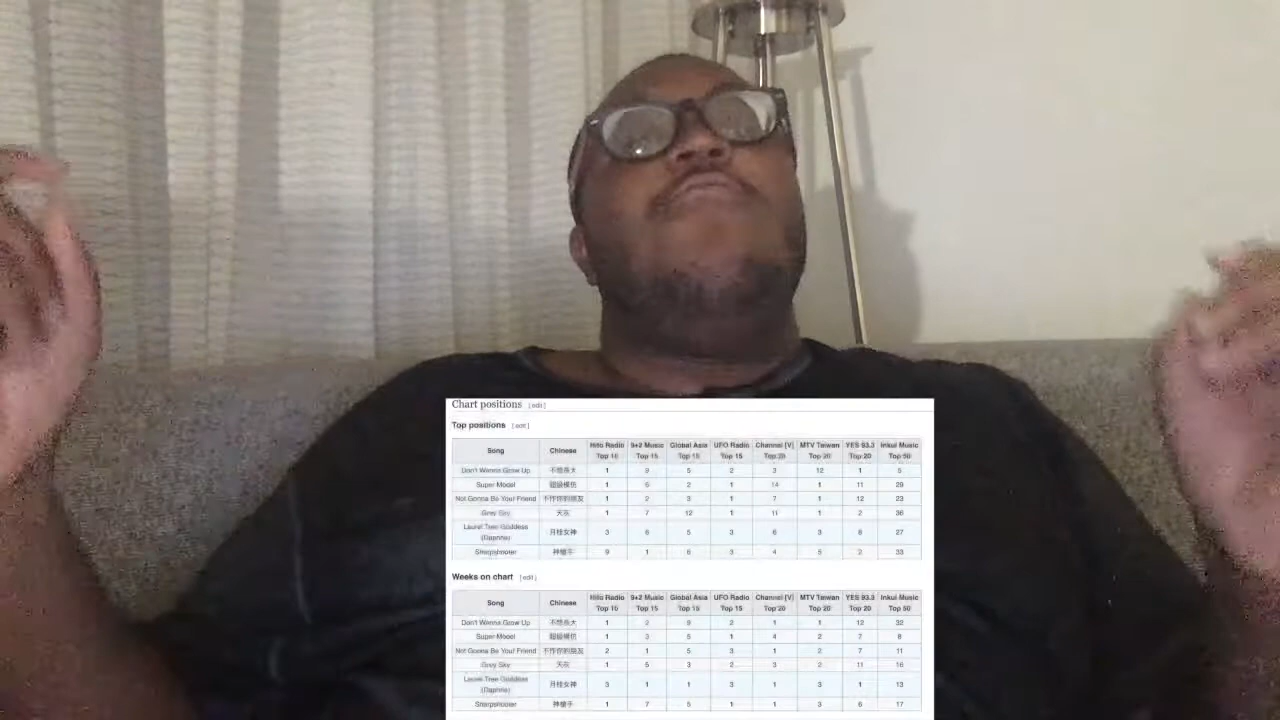 Chart positions [edit]
Top positions [edit]
Song Chinese Hito Radio Top 10 9+2 Music Top 15 Global Asia Top 15 UFO Radio Top 15 Channel [V] Top 20 MTV Taiwan Top 20 YES 93.3 Top 20 Inkui Music Top 50
Don't Wanna Grow Up 不想長大 1 9 5 2 3 12 1 5
Super Model 超級模特 1 5 2 1 14 1 11 29
Not Gonna Be Your Friend 不作你的朋友 1 2 3 1 7 1 12 23
Grey Sky 天灰 1 7 12 1 11 1 2 36
Laurel Tree Goddess (Daphne) 月桂女神 3 6 5 3 6 3 8 27
Sharpshooter 神槍手 9 1 6 3 4 5 2 33
Weeks on chart [edit]
Song Chinese Hito Radio Top 10 9+2 Music Top 15 Global Asia Top 15 UFO Radio Top 15 Channel [V] Top 20 MTV Taiwan Top 20 YES 93.3 Top 20 Inkui Music Top 50
Don't Wanna Grow Up 不想長大 1 2 9 2 1 1 12 32
Super Model 超級模特 1 3 5 1 4 2 7 8
Not Gonna Be Your Friend 不作你的朋友 2 1 5 3 1 2 7 11
Grey Sky 天灰 1 5 3 2 3 2 11 16
Laurel Tree Goddess (Daphne) 月桂女神 3 1 1 3 1 3 1 13
Sharpshooter 神槍手 1 7 5 1 1 3 6 17